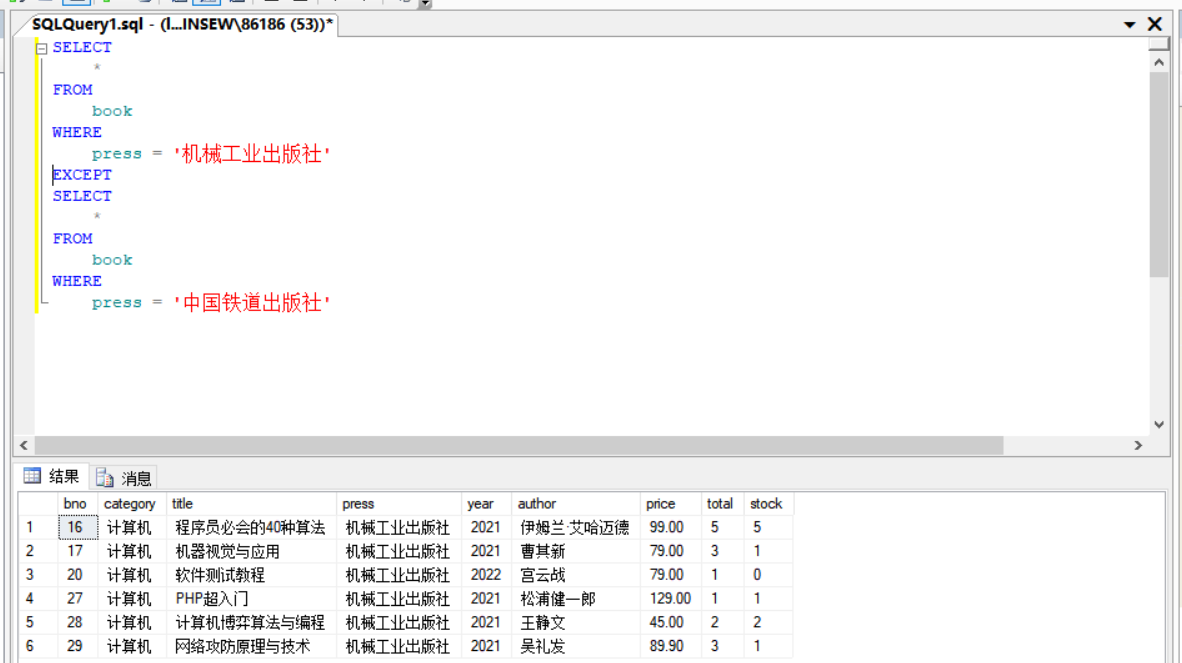 SQLQuery1.sql - (l...INSEW\86186 (53))*
SELECT
*
FROM
book
WHERE
press = '机械工业出版社'
EXCEPT
SELECT
*
FROM
book
WHERE
press = '中国铁道出版社'
结果 消息
bno category title press year author price total stock
1 16 计算机 程序员必会的40种算法 机械工业出版社 2021 伊姆兰·艾哈迈德 99.00 5 5
2 17 计算机 机器视觉与应用 机械工业出版社 2021 曹其新 79.00 3 1
3 20 计算机 软件测试教程 机械工业出版社 2022 宫云战 79.00 1 0
4 27 计算机 PHP超入门 机械工业出版社 2021 松浦健一郎 129.00 1 1
5 28 计算机 计算机博弈算法与编程 机械工业出版社 2021 王静文 45.00 2 2
6 29 计算机 网络攻防原理与技术 机械工业出版社 2021 吴礼发 89.90 3 1